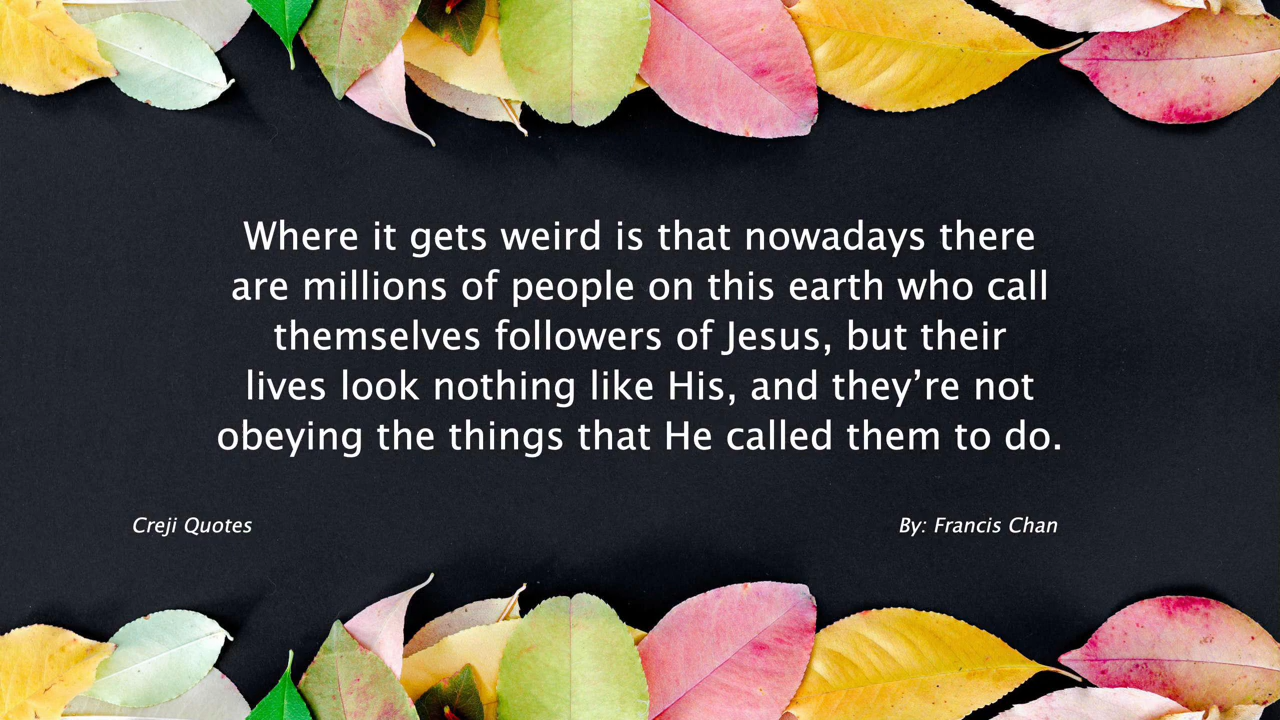 Where it gets weird is that nowadays there
are millions of people on this earth who call
themselves followers of Jesus, but their
lives look nothing like His, and they’re not
obeying the things that He called them to do.
Creji Quotes
By: Francis Chan